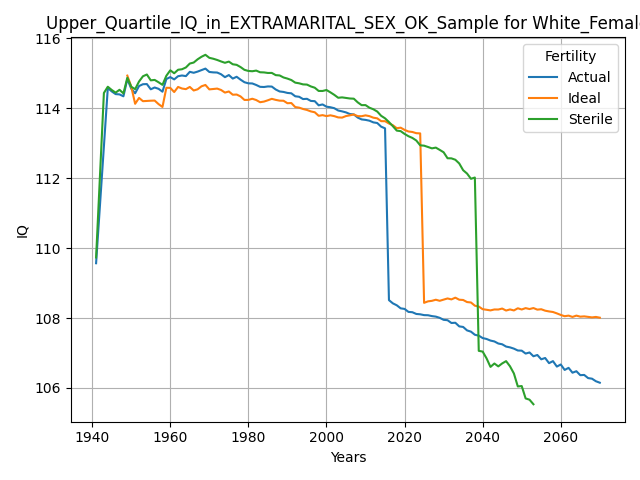 Upper_Quartile_IQ_in_EXTRAMARITAL_SEX_OK_Sample for White_Femal
116
114
112
110
108
106
IQ
1940
1960
1980
2000
2020
2040
2060
Years
Fertility
Actual
Ideal
Sterile